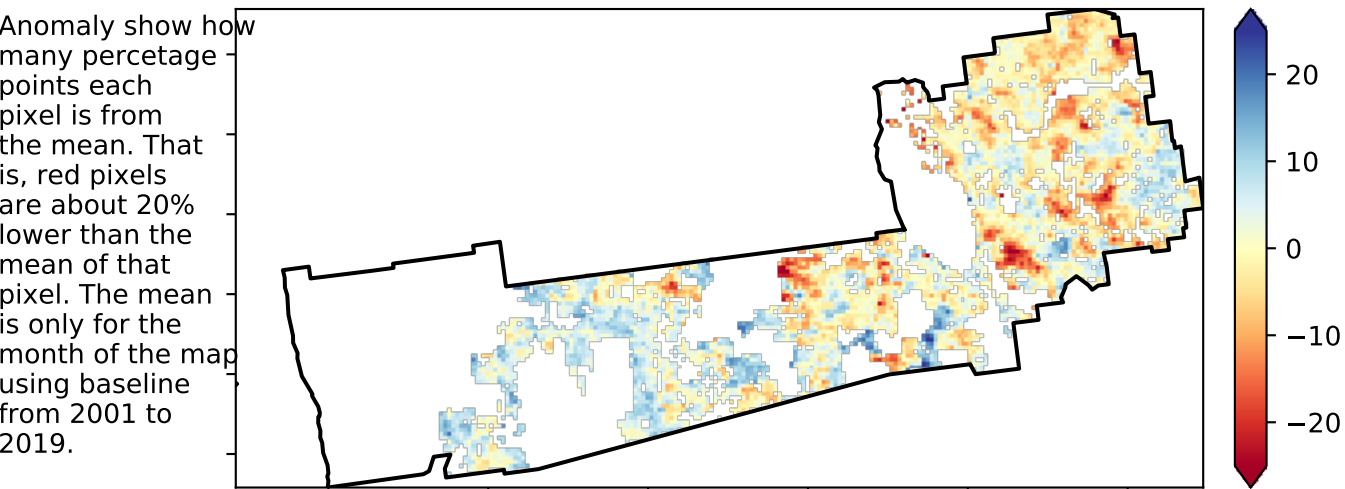 Anomaly show how
many percetage
points each
pixel is from
the mean. That
is, red pixels
are about 20%
lower than the
mean of that
pixel. The mean
is only for the
month of the map
using baseline
from 2001 to
2019.
20
10
0
−10
−20